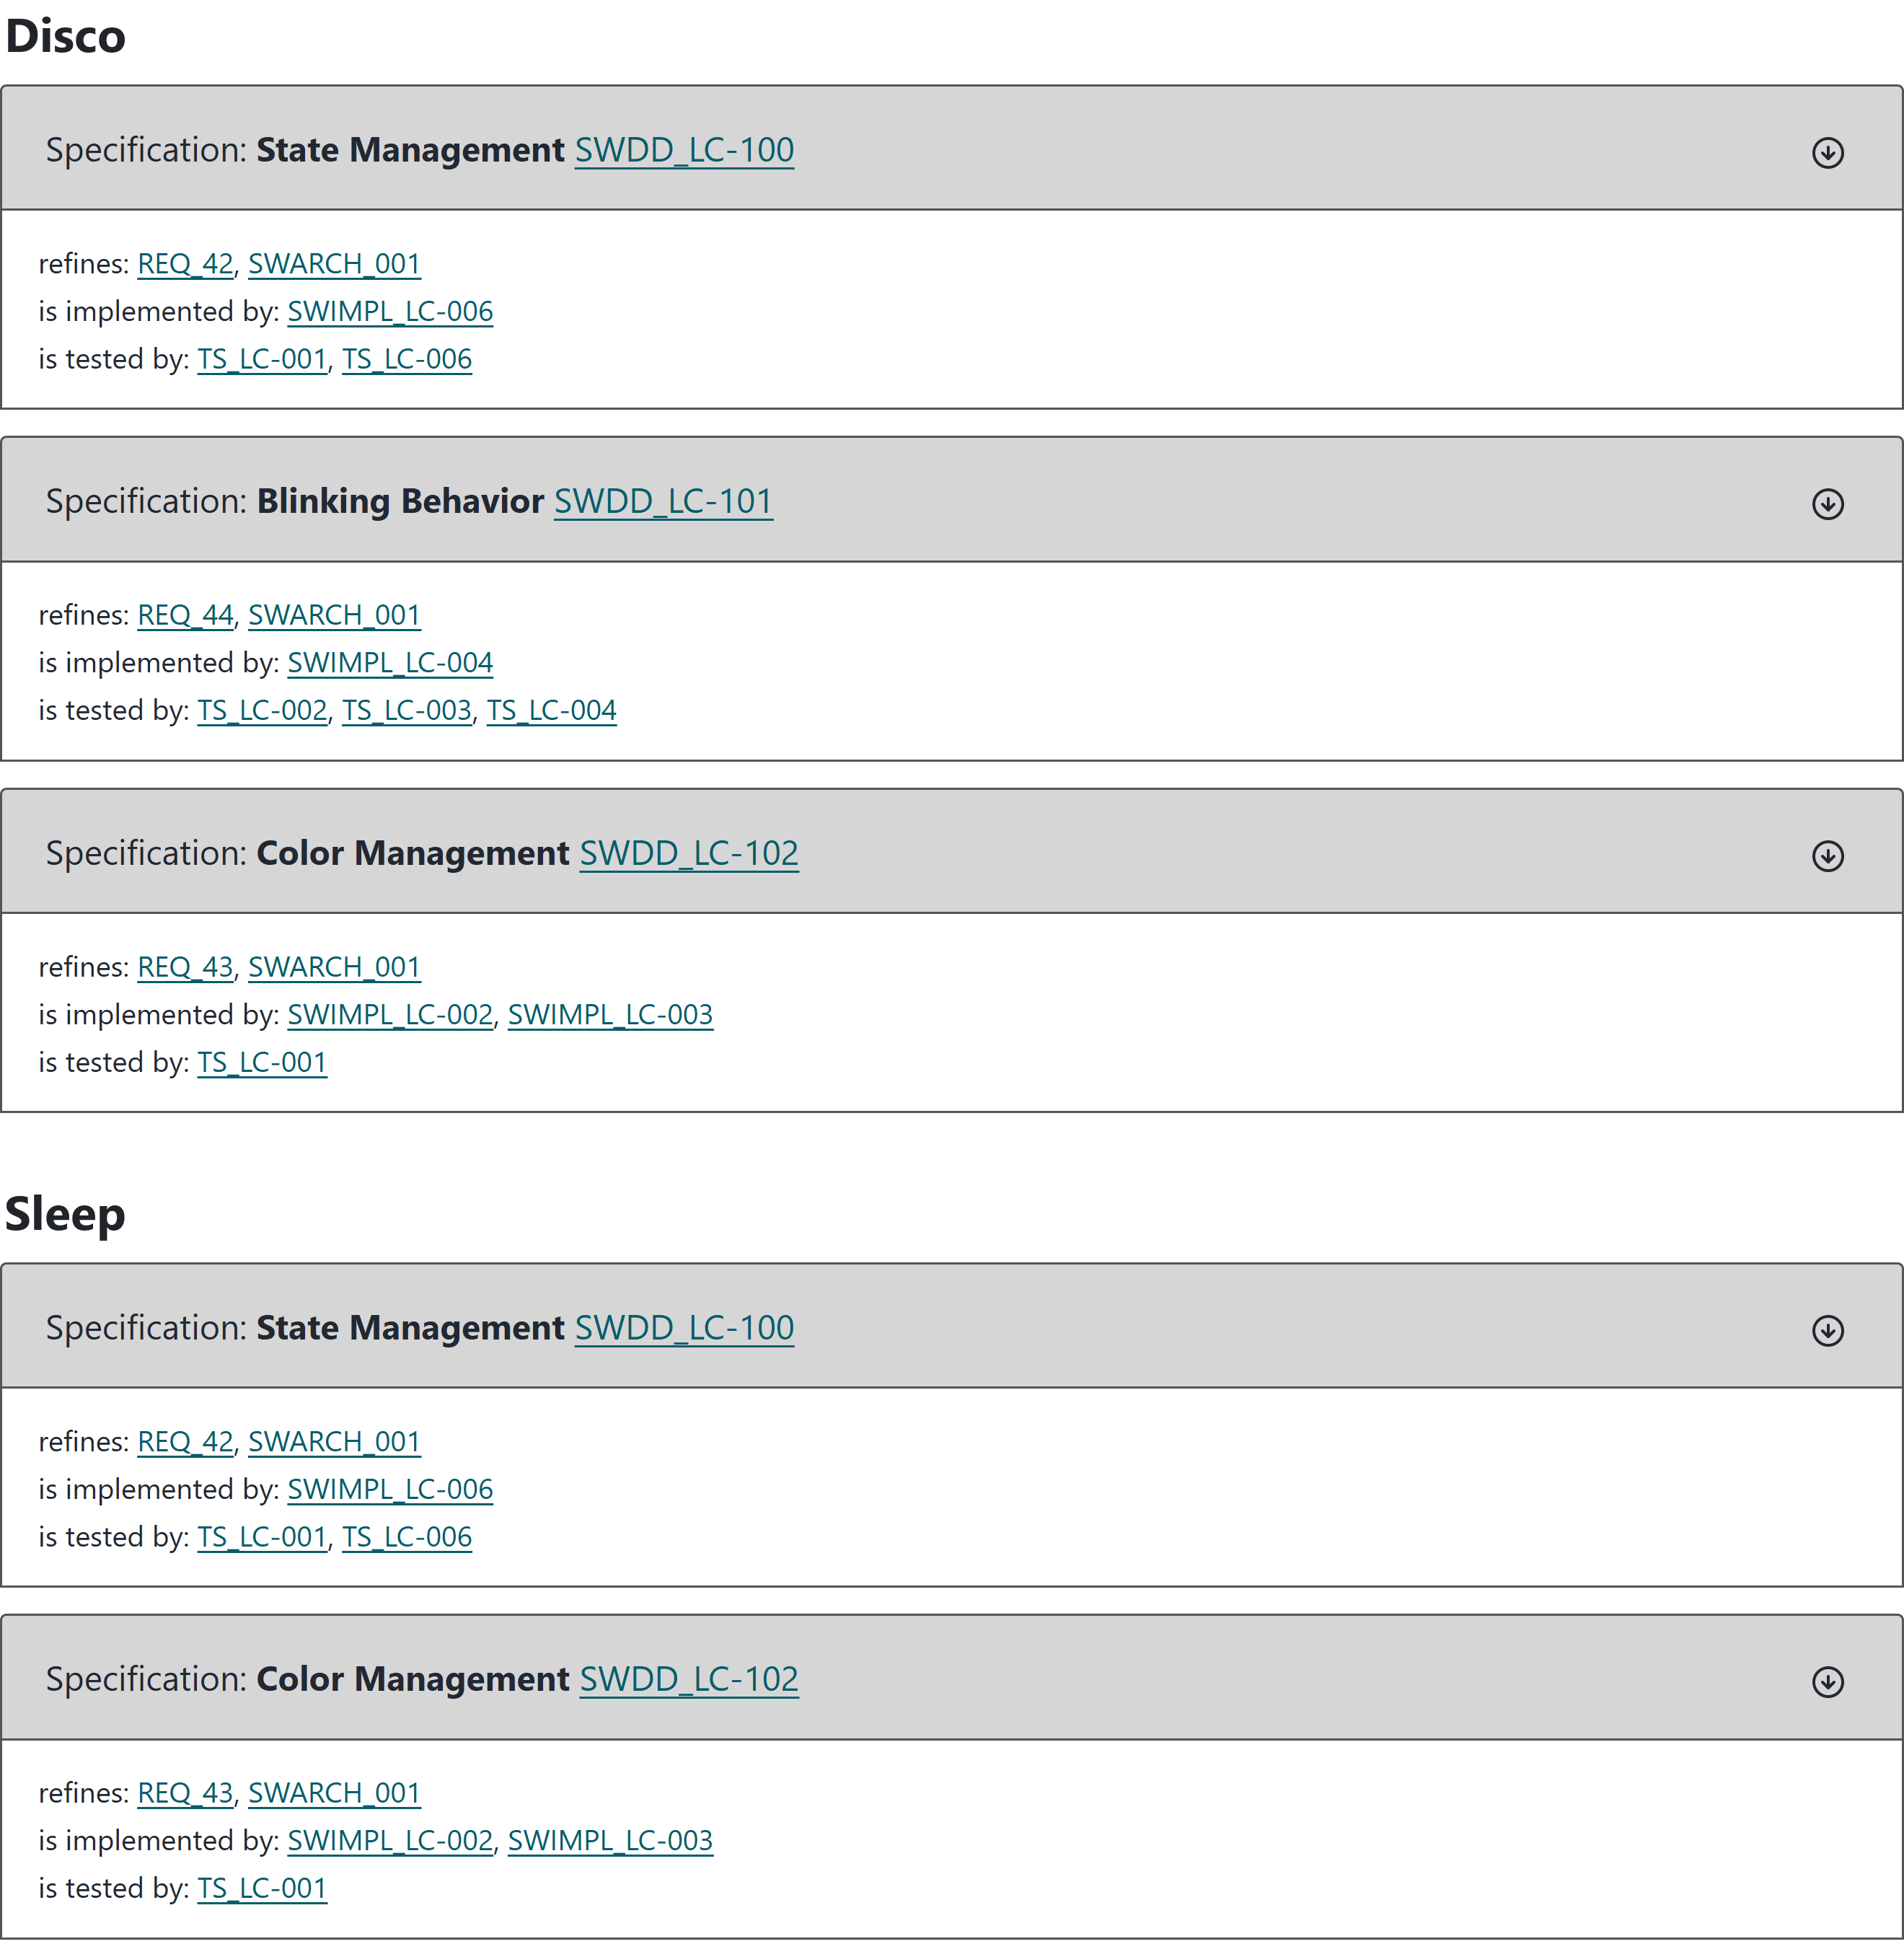 Disco
Specification: State Management SWDD_LC-100
refines: REQ_42, SWARCH_001
is implemented by: SWIMPL_LC-006
is tested by: TS_LC-001, TS_LC-006
Specification: Blinking Behavior SWDD_LC-101
refines: REQ_44, SWARCH_001
is implemented by: SWIMPL_LC-004
is tested by: TS_LC-002, TS_LC-003, TS_LC-004
Specification: Color Management SWDD_LC-102
refines: REQ_43, SWARCH_001
is implemented by: SWIMPL_LC-002, SWIMPL_LC-003
is tested by: TS_LC-001
Sleep
Specification: State Management SWDD_LC-100
refines: REQ_42, SWARCH_001
is implemented by: SWIMPL_LC-006
is tested by: TS_LC-001, TS_LC-006
Specification: Color Management SWDD_LC-102
refines: REQ_43, SWARCH_001
is implemented by: SWIMPL_LC-002, SWIMPL_LC-003
is tested by: TS_LC-001